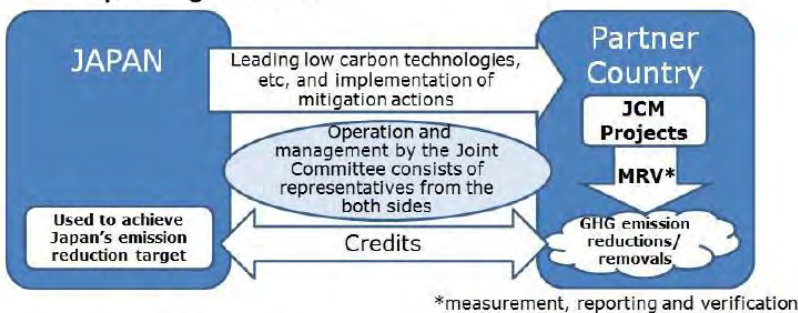 JAPAN
Leading low carbon technologies,
etc, and implementation of
mitigation actions
Partner
Country
JCM
Projects
Operation and
management by the Joint
Committee consists of
representatives from the
both sides
MRV*
Used to achieve
Japan's emission
reduction target
Credits
GHG emission
reductions/
removals
*measurement, reporting and verification